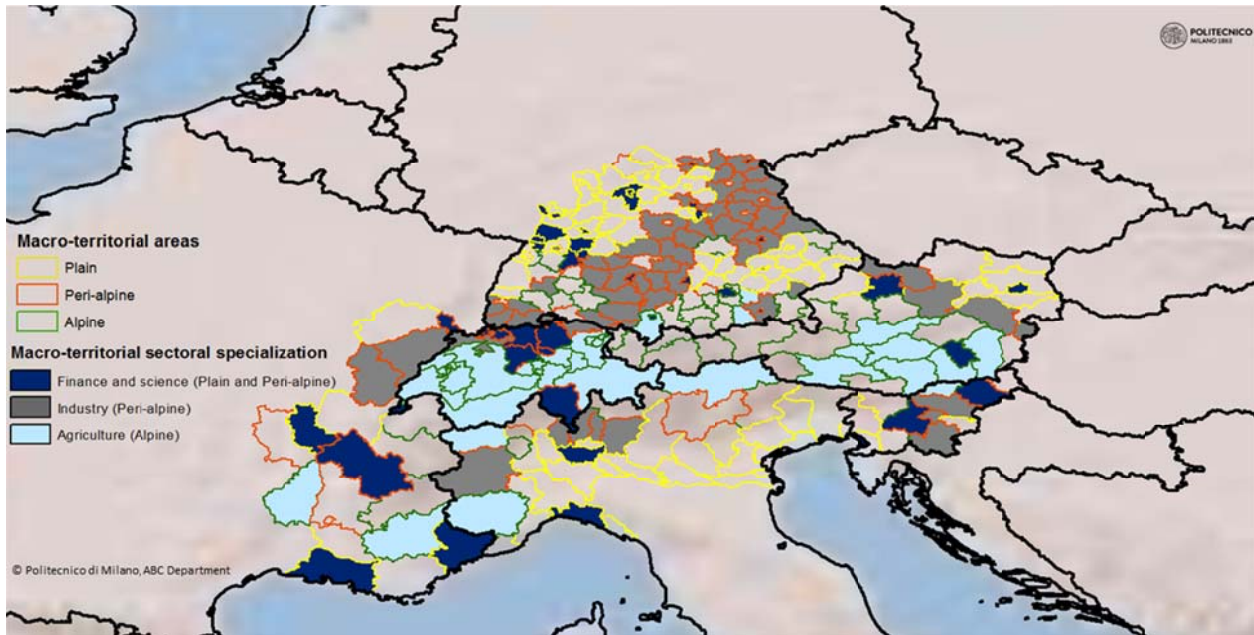 POLITECNICO
MILANO 1863
Macro-territorial areas
Plain
Peri-alpine
Alpine
Macro-territorial sectoral specialization
Finance and science (Plain and Peri-alpine)
Industry (Peri-alpine)
Agriculture (Alpine)
© Politecnico di Milano, ABC Department